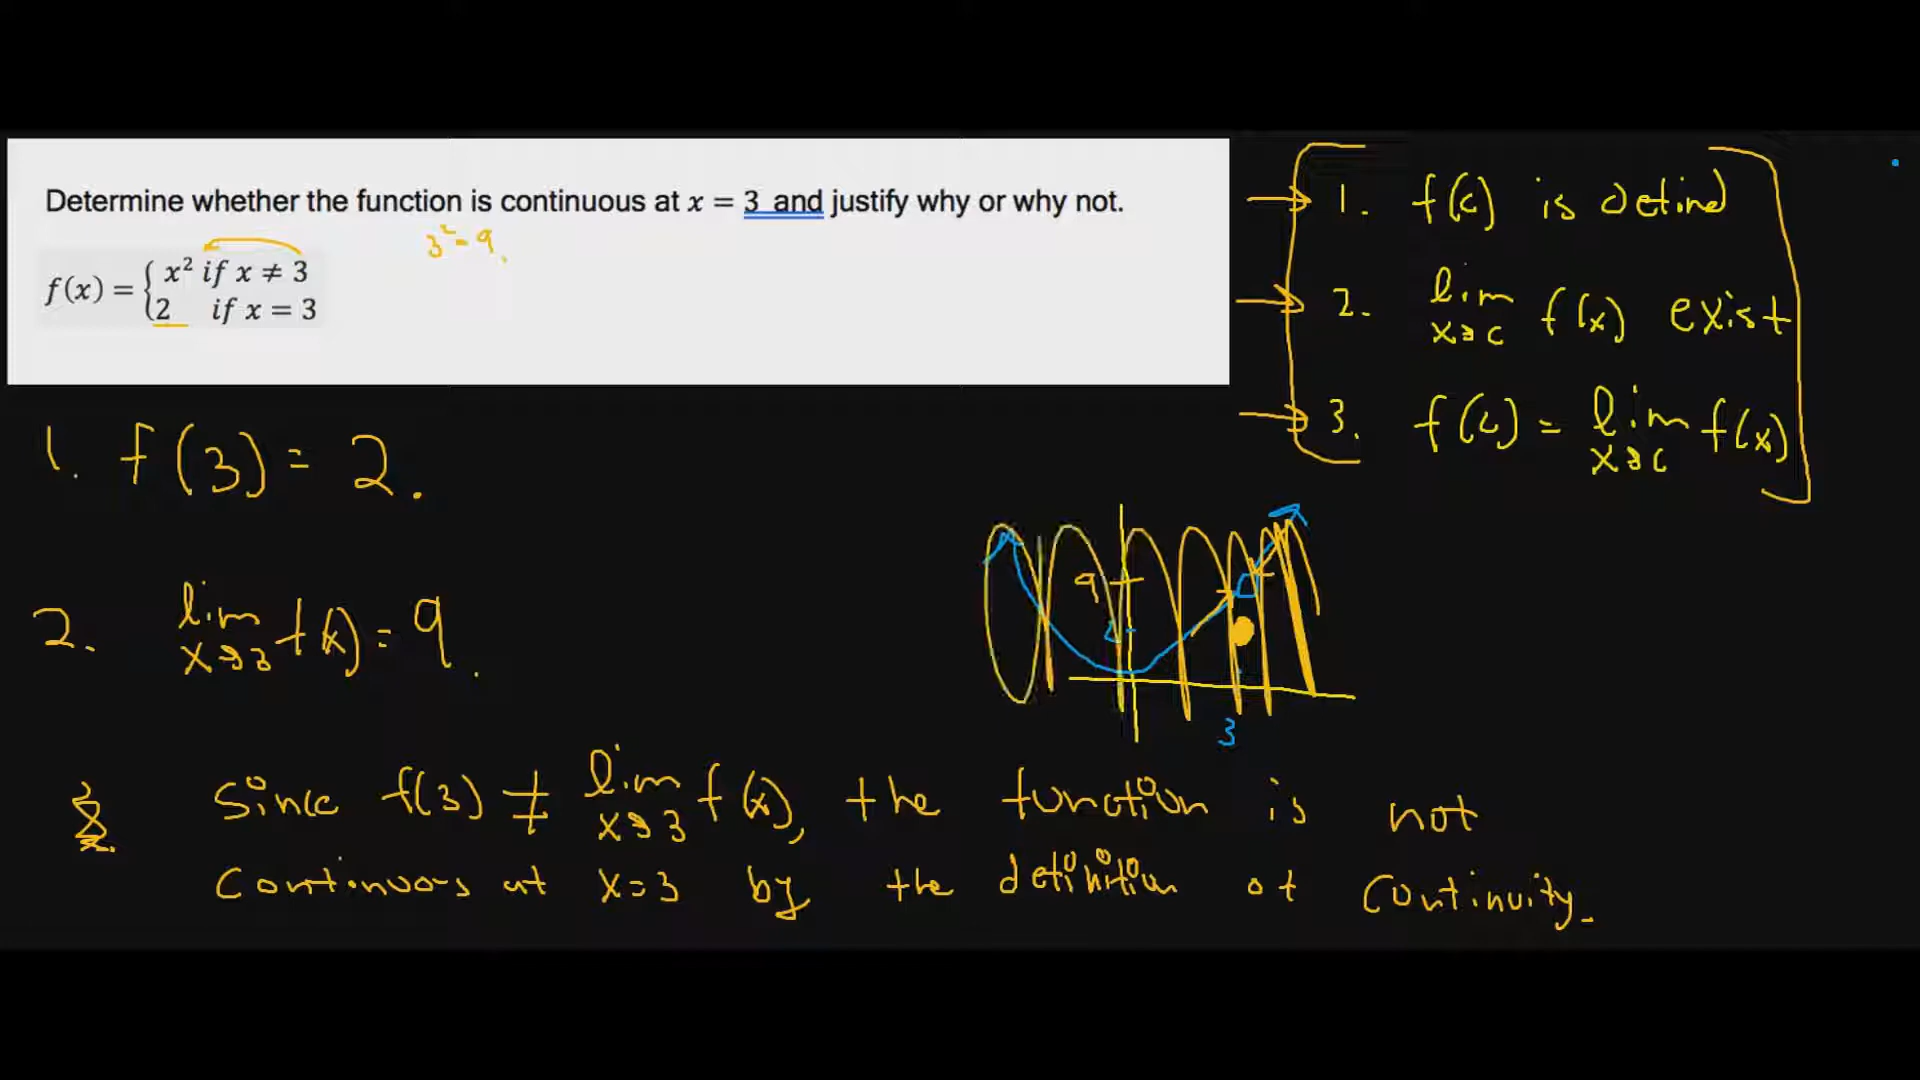 Determine whether the function is continuous at x = 3 and justify why or why not.
3² = 9.
f(x) = { x² if x ≠ 3
2 if x = 3
1. f(c) is defined
2. lim x→c f(x) exist
3. f(c) = lim x→c f(x)
1. f(3) = 2.
2. lim x→3 f(x) = 9.
9
2
3
Since f(3) ≠ lim x→3 f(x), the function is not
continuous at x=3 by the definition of continuity.